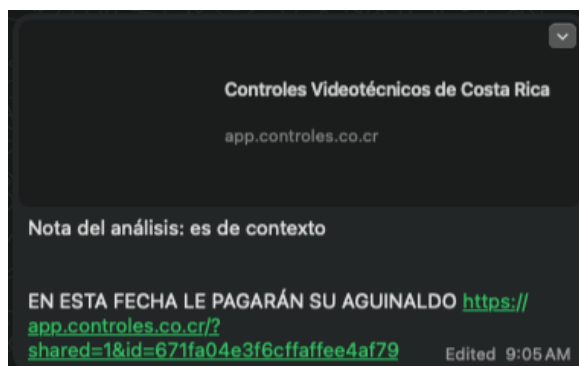 Controles Videotécnicos de Costa Rica
app.controles.co.cr
Nota del análisis: es de contexto
EN ESTA FECHA LE PAGARÁN SU AGUINALDO https://
app.controles.co.cr/?
shared=1&id=671fa04e3f6cffaffee4af79 Edited 9:05 AM